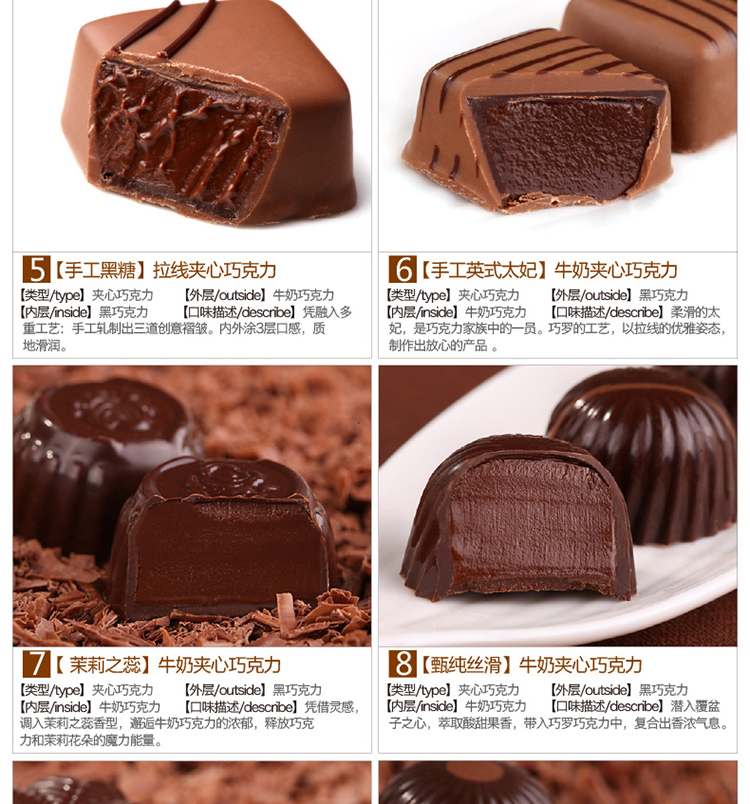 5【手工黑糖】拉线夹心巧克力
【类型/type】夹心巧克力 【外层/outside】牛奶巧克力
【内层/inside】黑巧克力 【口味描述/describe】凭融入多
重工艺：手工轧制出三道创意褶皱。内外涂3层口感，质
地滑润。
6【手工英式太妃】牛奶夹心巧克力
【类型/type】夹心巧克力 【外层/outside】黑巧克力
【内层/inside】牛奶巧克力 【口味描述/describe】柔滑的太
妃，是巧克力家族中的一员。巧罗的工艺，以拉线的优雅姿态，
制作出放心的产品 。
7【 茉莉之蕊】牛奶夹心巧克力
【类型/type】夹心巧克力 【外层/outside】黑巧克力
【内层/inside】牛奶巧克力 【口味描述/describe】凭借灵感，
调入茉莉之蕊香型，邂逅牛奶巧克力的浓郁，释放巧克
力和茉莉花朵的魔力能量。
8【甄纯丝滑】牛奶夹心巧克力
【类型/type】夹心巧克力 【外层/outside】黑巧克力
【内层/inside】牛奶巧克力 【口味描述/describe】潜入覆盆
子之心，萃取酸甜果香，带入巧罗巧克力中，复合出香浓气息。